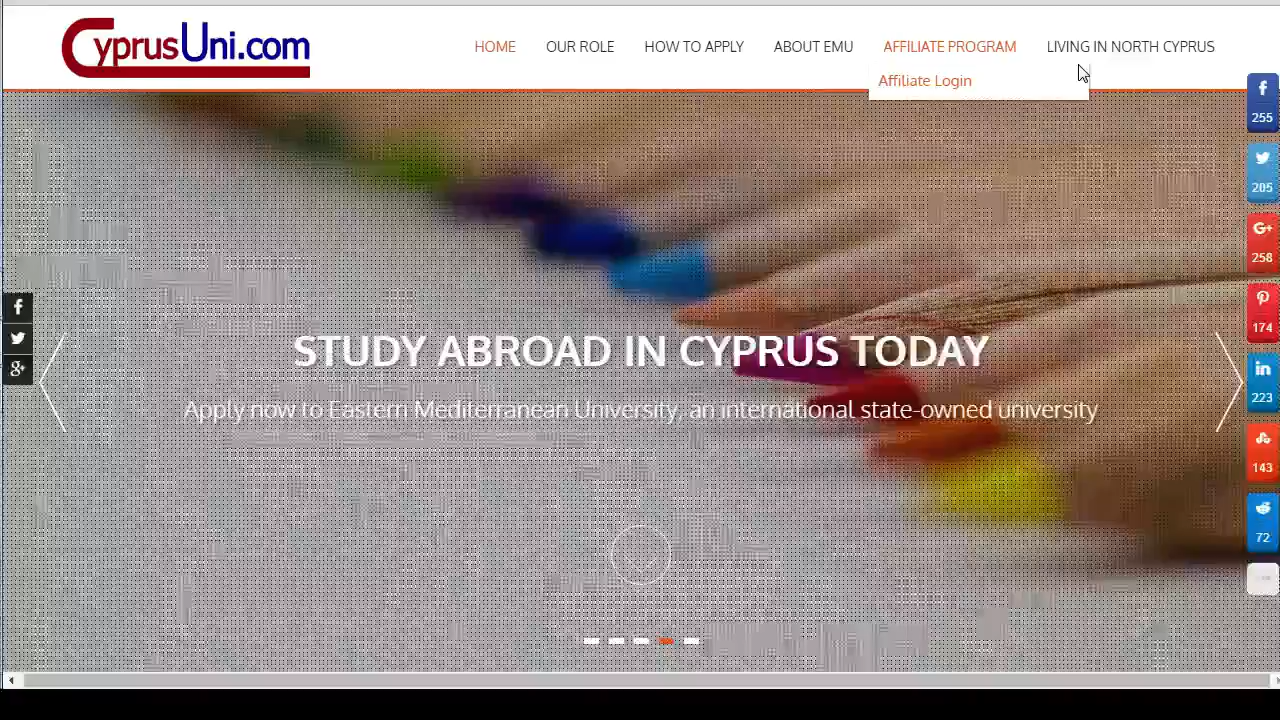 CyprusUni.com
HOME OUR ROLE HOW TO APPLY ABOUT EMU AFFILIATE PROGRAM LIVING IN NORTH CYPRUS
Affiliate Login
255
205
G+
258
174
in
223
143
72
f
g+
STUDY ABROAD IN CYPRUS TODAY
Apply now to Eastern Mediterranean University, an international state-owned university